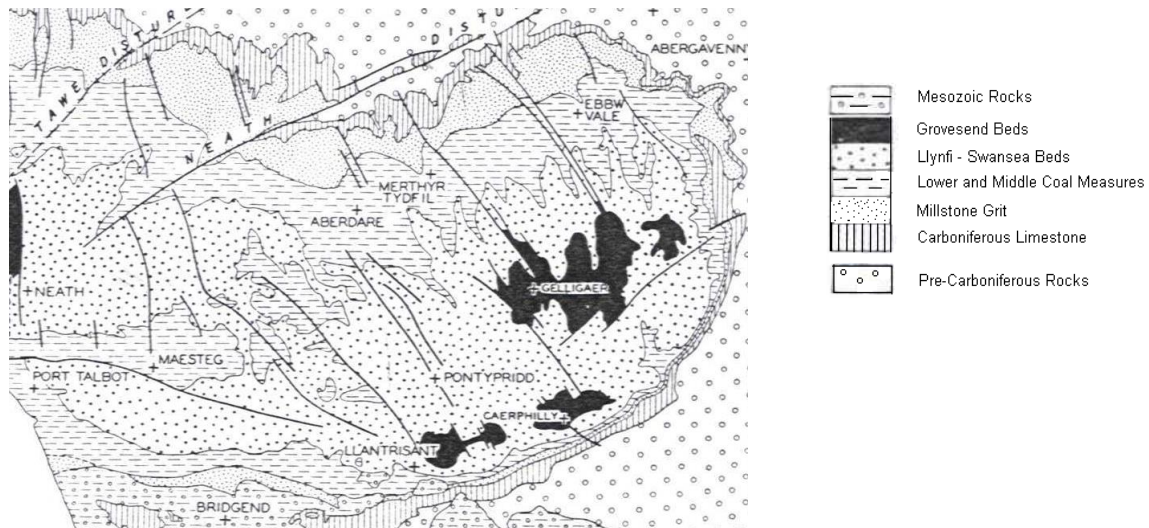 TAWE DISTUR
NEATH DISTU
ABERGAVENN
EBBW
VALE
MERTHYR
TYDFIL
ABERDARE
GELLIGAER
NEATH
MAESTEG
PORT TALBOT
PONTYPRIDD
CAERPHILLY
LLANTRISANT
BRIDGEND
Mesozoic Rocks
Grovesend Beds
Llynfi - Swansea Beds
Lower and Middle Coal Measures
Millstone Grit
Carboniferous Limestone
Pre-Carboniferous Rocks